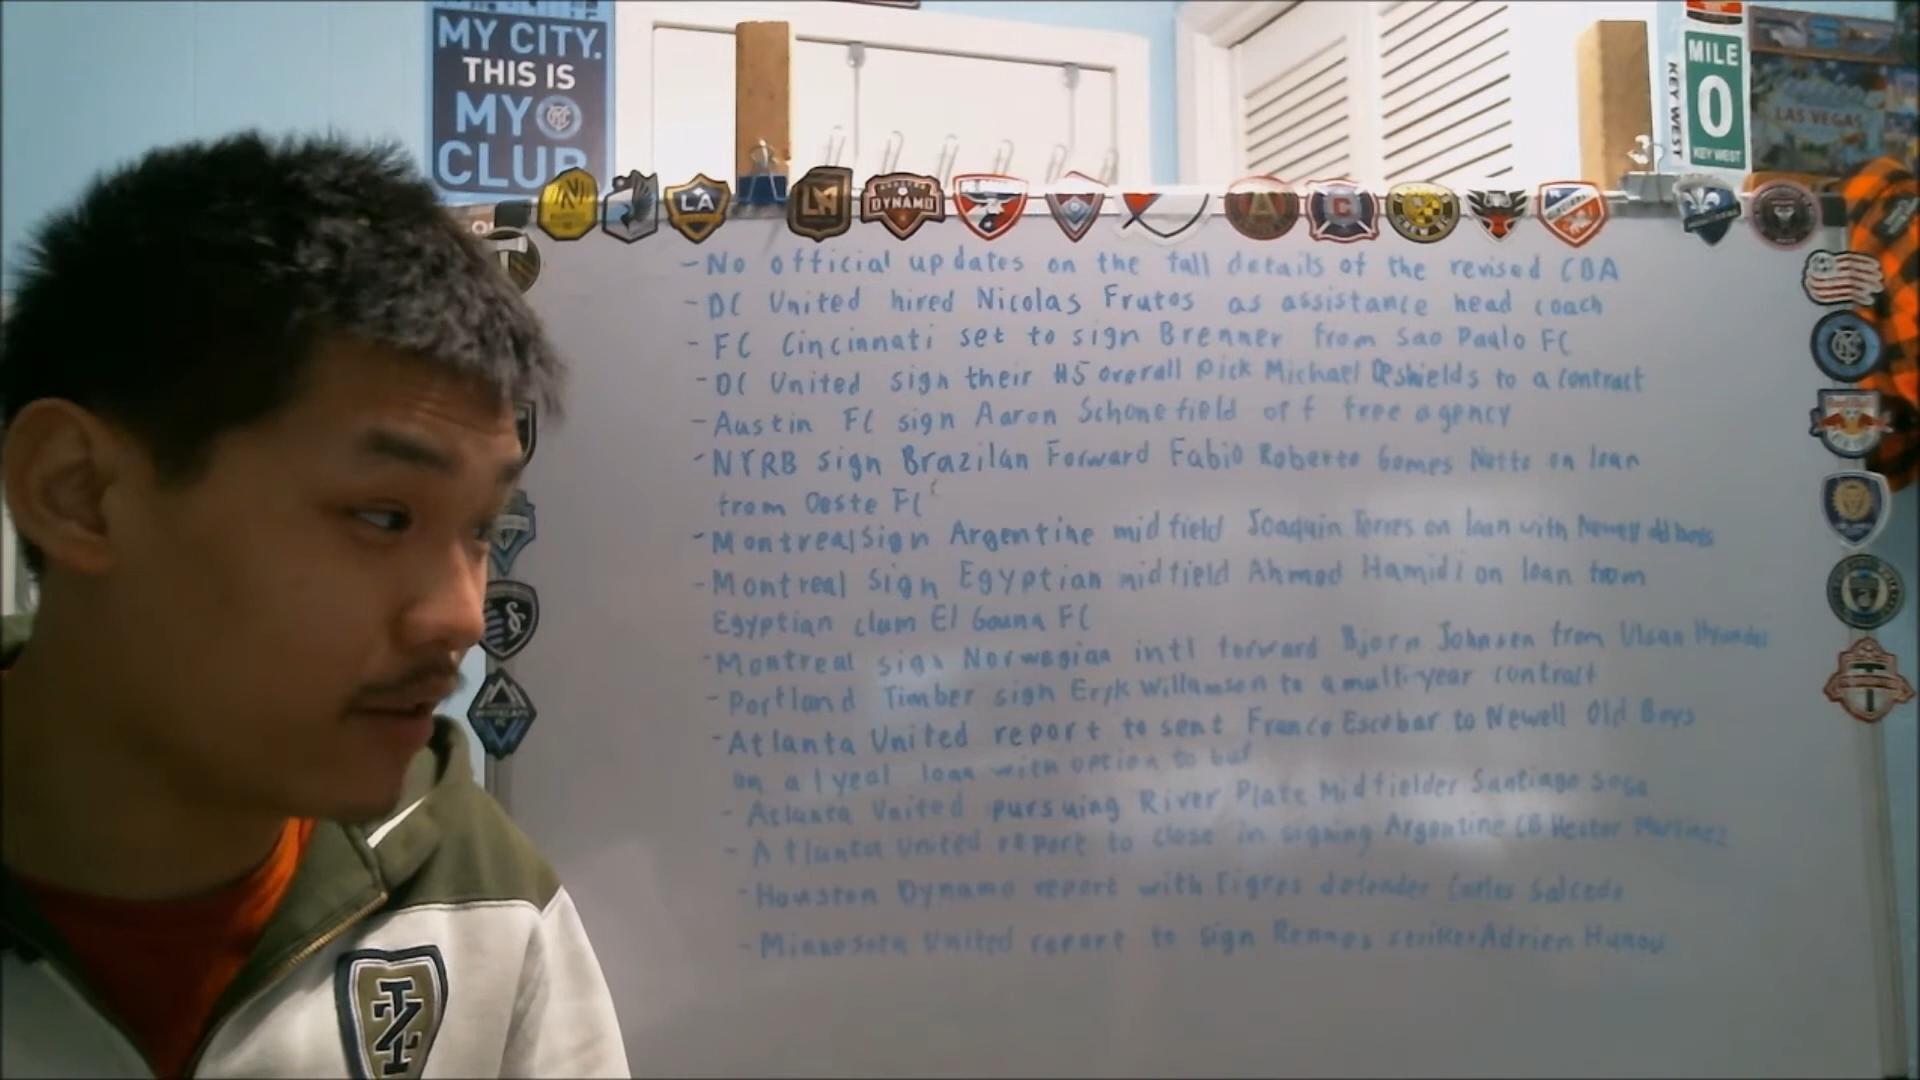 MY CITY.
THIS IS
MY
CLUB
MILE
0
KEY WEST
KEY WEST
LAS VEGAS
LA
DYNAMO
- No official updates on the full details of the revised CBA
- DC United hired Nicolas Frutos as assistance head coach
- FC Cincinnati set to sign Brenner from Sao Paulo FC
- DC United sign their #5 overall pick Michael Deshields to a contract
- Austin FC sign Aaron Schonefield off free agency
- NYRB sign Brazilan Forward Fabio Roberto Gomes Netto on loan
from Oeste FC
- Montreal sign Argentine midfield Joaquin Torres on loan with Newell old boys
- Montreal sign Egyptian midfield Ahmed Hamidi on loan from
Egyptian clum El Gouna FC
- Montreal sign Norwegian intl forward Bjorn Johnsen from Ulsan Hyundai
- Portland Timber sign Eryk Willamson to a multi-year contract
- Atlanta United report to sent Franco Escobar to Newell Old Boys
on a 1 year loan with option to buy
- Atlanta United pursuing River Plate Midfielder Santiago Sosa
- Atlanta United report to close in signing Argentine CB Hester Martinez
- Houston Dynamo report with Tigres defender Carlos Salcedo
- Minnesota United report to sign Rennes striker Adrien Hunou